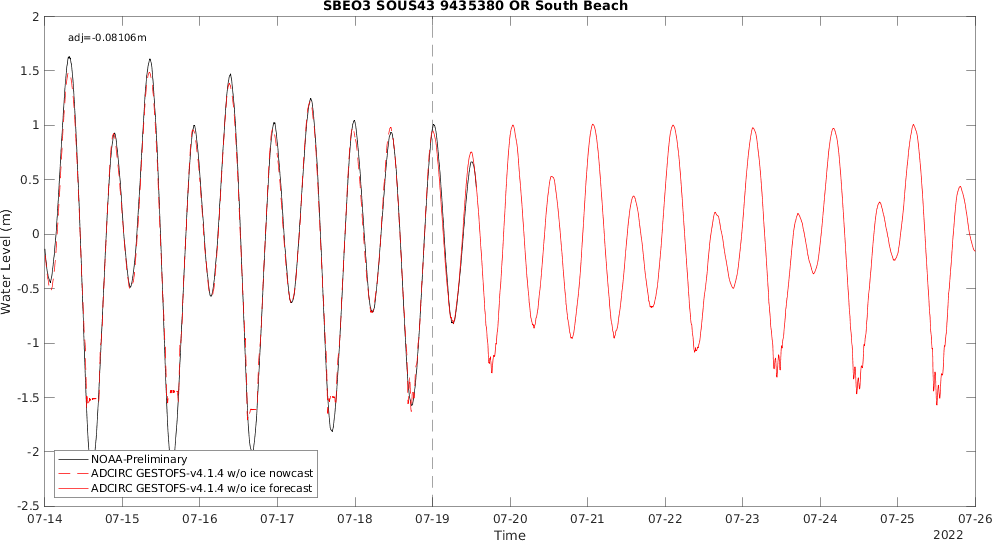 SBEO3 SOUS43 9435380 OR South Beach
adj=-0.08106m
2
1.5
1
0.5
0
-0.5
-1
-1.5
-2
-2.5
Water Level (m)
NOAA-Preliminary
ADCIRC GESTOFS-v4.1.4 w/o ice nowcast
ADCIRC GESTOFS-v4.1.4 w/o ice forecast
07-14 07-15 07-16 07-17 07-18 07-19 07-20 07-21 07-22 07-23 07-24 07-25 07-26
Time
2022